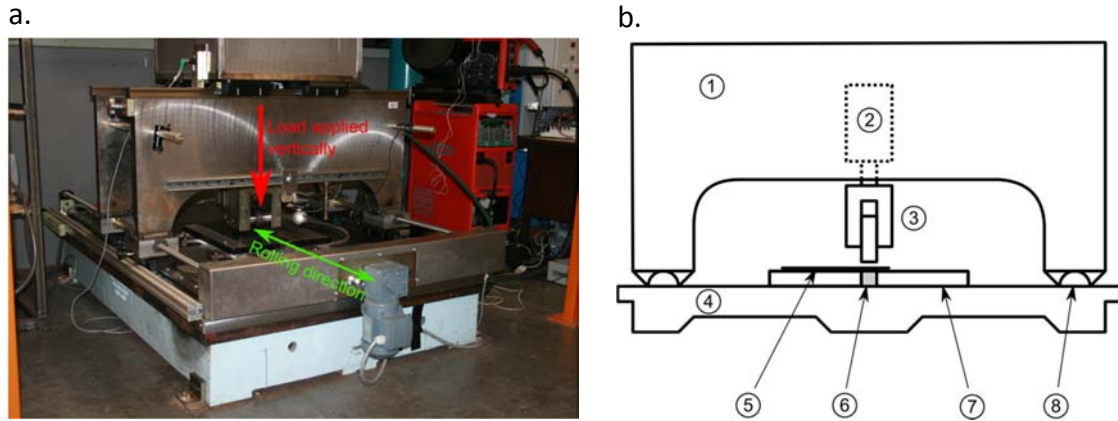 a.
b.
Load applied
vertically
Rolling direction
①
②
③
④
⑤
⑥
⑦
⑧